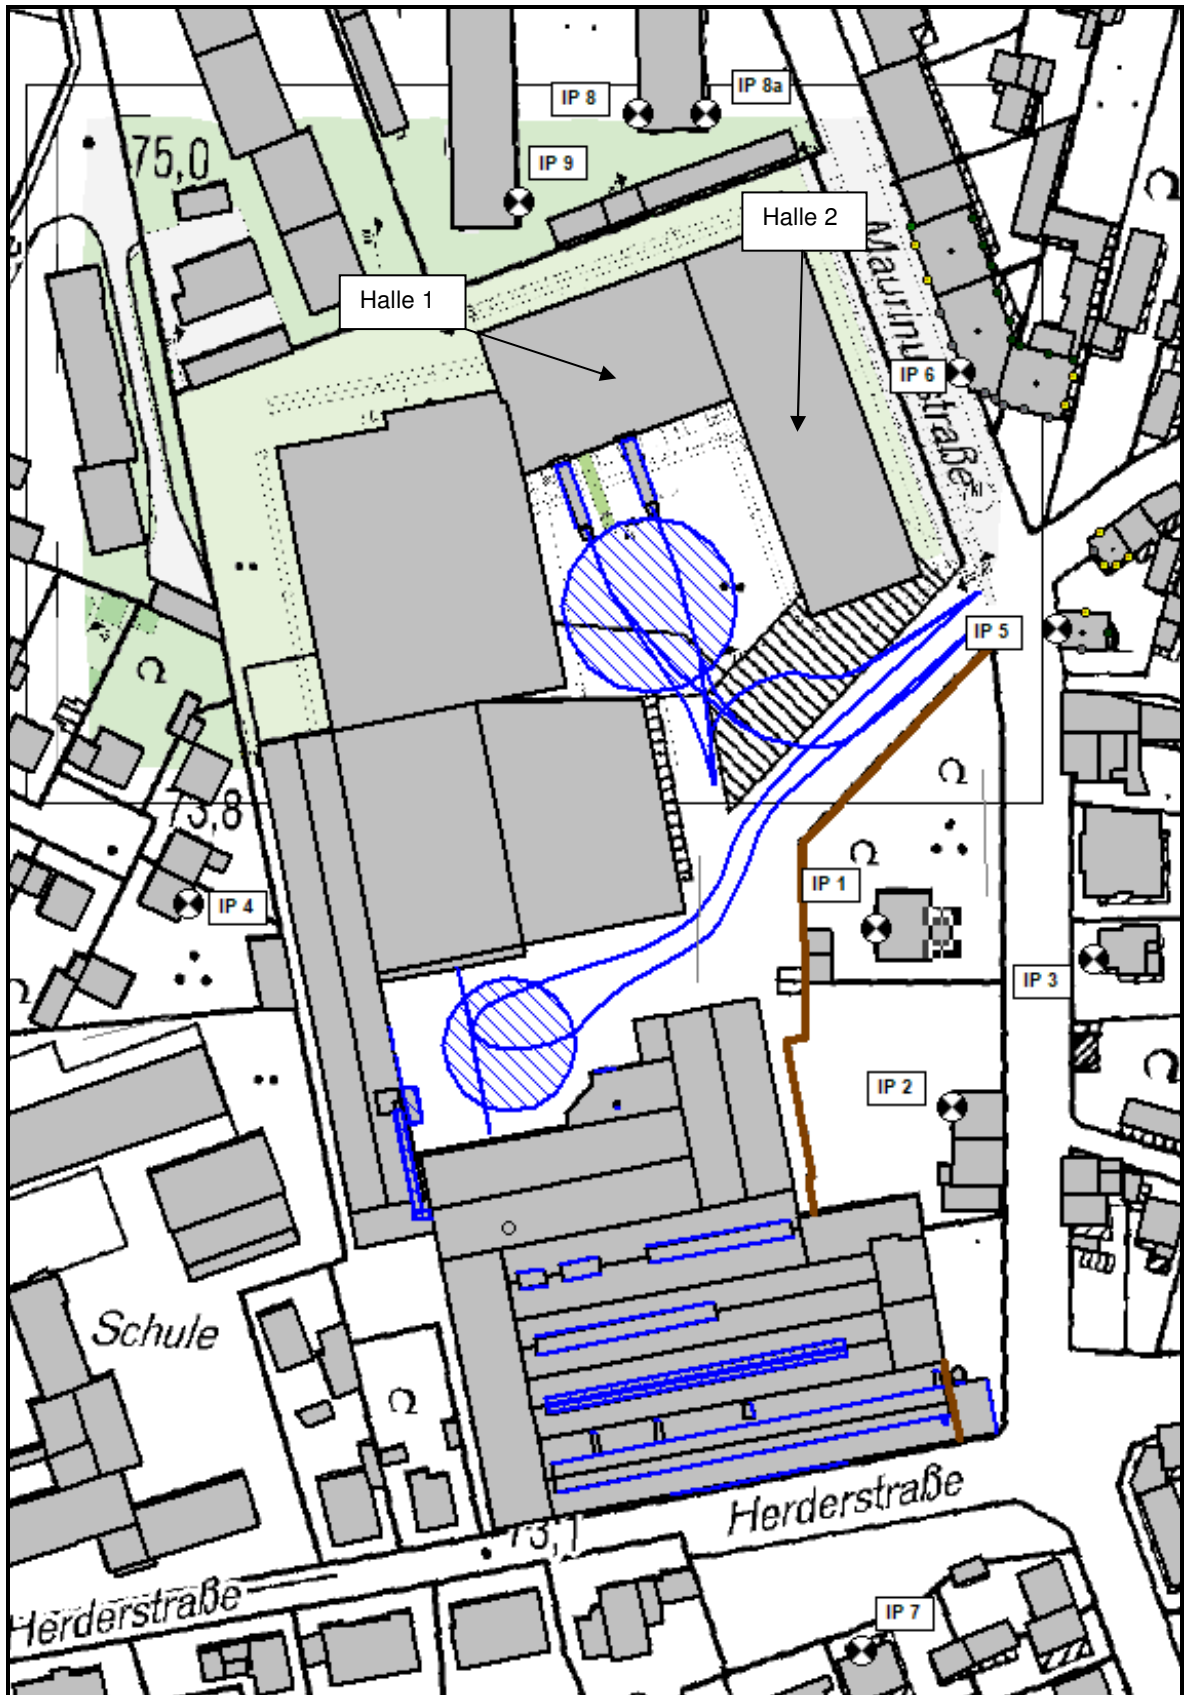 IP 8
IP 8a
75,0
IP 9
Halle 2
Halle 1
Maurinusstraße
IP 6
IP 5
73,8
IP 1
IP 4
IP 3
IP 2
Schule
Herderstraße
73,1
Herderstraße
IP 7